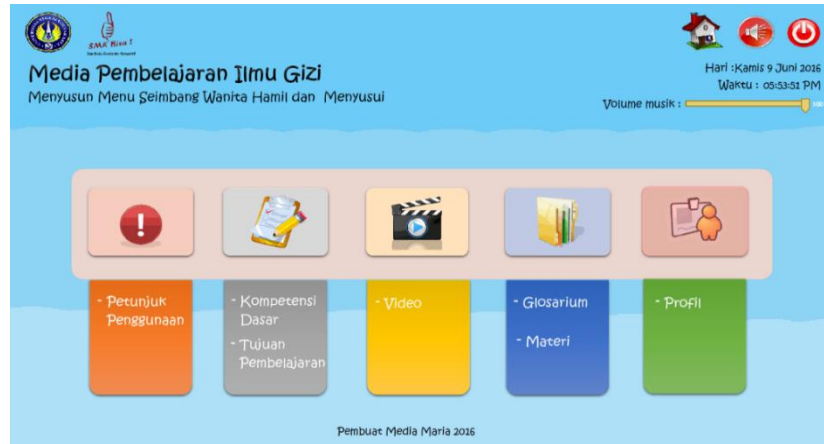 SMK Bisa!
Media Pembelajaran Ilmu Gizi
Menyusun Menu Seimbang Wanita Hamil dan Menyusui
Hari :Kamis 9 Juni 2016
Waktu : 05:53:51 PM
Volume musik :
100
- Petunjuk
Penggunaan
- Kompetensi
Dasar
- Tujuan
Pembelajaran
- Video
- Glosarium
- Materi
- Profil
Pembuat Media Maria 2016